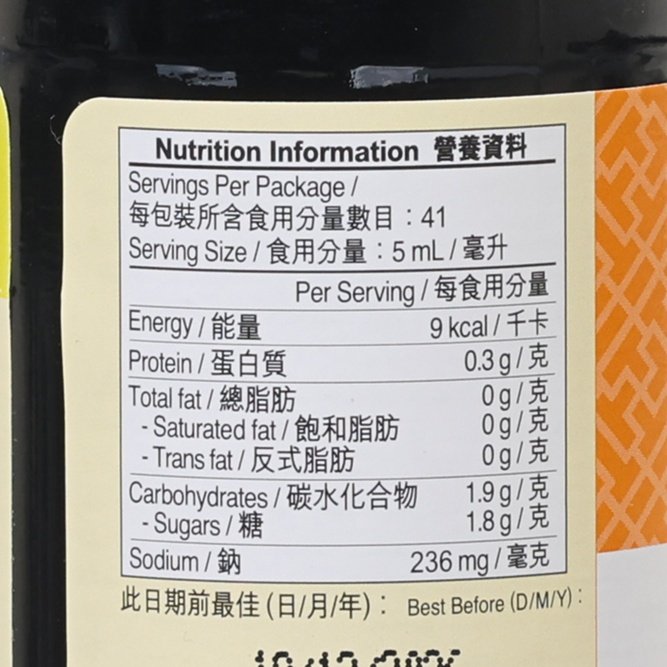 Nutrition Information 營養資料
Servings Per Package /
每包裝所含食用分量數目：41
Serving Size / 食用分量：5 mL / 毫升
Per Serving / 每食用分量
Energy / 能量 9 kcal / 千卡
Protein / 蛋白質 0.3 g / 克
Total fat / 總脂肪 0 g / 克
- Saturated fat / 飽和脂肪 0 g / 克
- Trans fat / 反式脂肪 0 g / 克
Carbohydrates / 碳水化合物 1.9 g / 克
- Sugars / 糖 1.8 g / 克
Sodium / 鈉 236 mg / 毫克
此日期前最佳 (日/月/年)： Best Before (D/M/Y)：